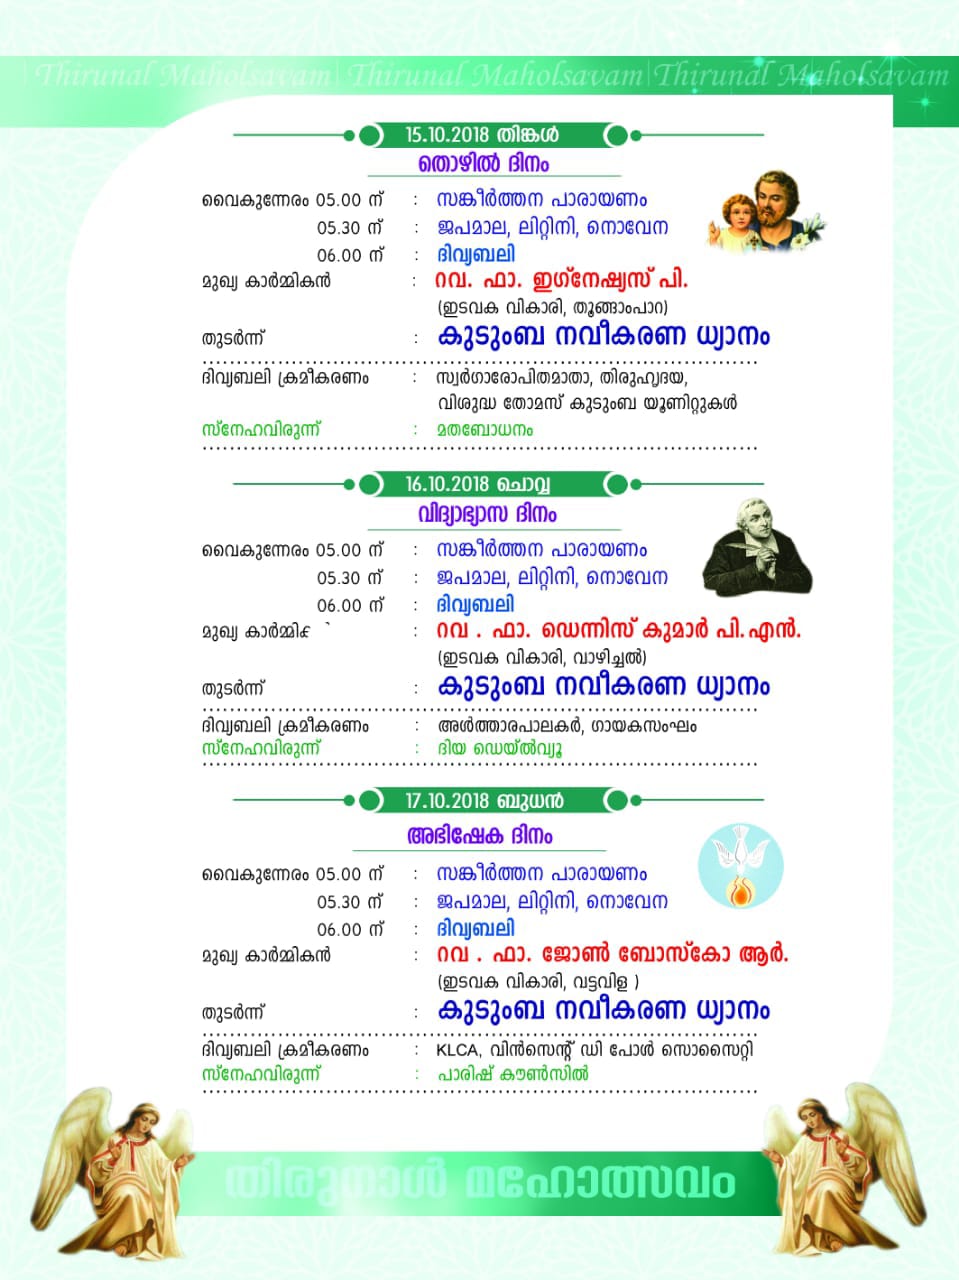 Thirunal Maholsavam | Thirunal Maholsavam | Thirunal Maholsavam
15.10.2018 തിങ്കൾ
തൊഴിൽ ദിനം
വൈകുന്നേരം 05.00 ന് : സങ്കീർത്തന പാരായണം
05.30 ന് : ജപമാല, ലിറ്റിനി, നൊവേന
06.00 ന് : ദിവ്യബലി
മുഖ്യ കാർമ്മികൻ : റവ. ഫാ. ഇഗ്നേഷ്യസ് പി.
(ഇടവക വികാരി, തൂങ്ങാംപാറ)
തുടർന്ന് : കുടുംബ നവീകരണ ധ്യാനം
ദിവ്യബലി ക്രമീകരണം : സ്വർഗാരോപിതമാതാ, തിരുഹൃദയ,
വിശുദ്ധ തോമസ് കുടുംബ യൂണിറ്റുകൾ
സ്നേഹവിരുന്ന് : മതബോധനം
16.10.2018 ചൊവ്വ
വിദ്യാഭ്യാസ ദിനം
വൈകുന്നേരം 05.00 ന് : സങ്കീർത്തന പാരായണം
05.30 ന് : ജപമാല, ലിറ്റിനി, നൊവേന
06.00 ന് : ദിവ്യബലി
മുഖ്യ : റവ . ഫാ. ഡെന്നിസ് കുമാർ പി.എൻ.
(ഇടവക വികാരി, വാഴിച്ചൽ)
തുടർന്ന് : കുടുംബ നവീകരണ ധ്യാനം
ദിവ്യബലി ക്രമീകരണം : അൾത്താരപാലകർ, ഗായകസംഘം
സ്നേഹവിരുന്ന് : ദിയ ഡെയ്ൽവ്യൂ
17.10.2018 ബുധൻ
അഭിഷേക ദിനം
വൈകുന്നേരം 05.00 ന് : സങ്കീർത്തന പാരായണം
05.30 ന് : ജപമാല, ലിറ്റിനി, നൊവേന
06.00 ന് : ദിവ്യബലി
മുഖ്യ കാർമ്മികൻ : റവ . ഫാ. ജോൺ ബോസ്കോ ആർ.
(ഇടവക വികാരി, വട്ടവിള )
തുടർന്ന് : കുടുംബ നവീകരണ ധ്യാനം
ദിവ്യബലി ക്രമീകരണം : KLCA, വിൻസെന്റ് ഡി പോൾ സൊസൈറ്റി
സ്നേഹവിരുന്ന് : പാരിഷ് കൗൺസിൽ
തിരുനാൾ മഹോത്സവം